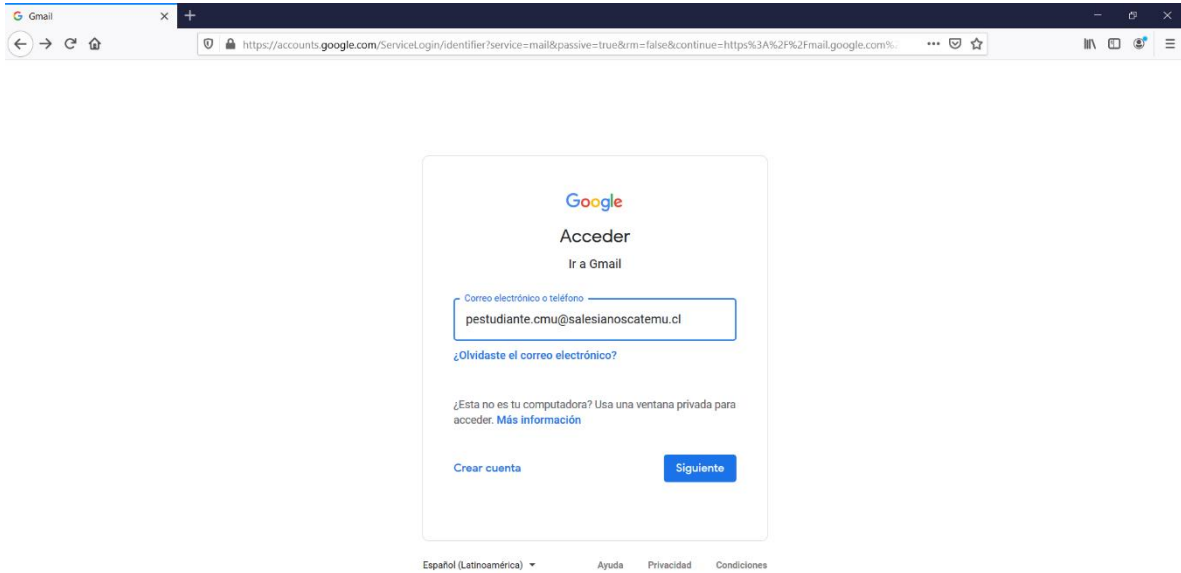 Gmail
https://accounts.google.com/ServiceLogin/identifier?service=mail&passive=true&rm=false&continue=https%3A%2F%2Fmail.google.com%
Google
Acceder
Ir a Gmail
Correo electrónico o teléfono
pestudiante.cmu@salesianoscatemu.cl
¿Olvidaste el correo electrónico?
¿Esta no es tu computadora? Usa una ventana privada para
acceder. Más información
Crear cuenta Siguiente
Español (Latinoamérica) Ayuda Privacidad Condiciones